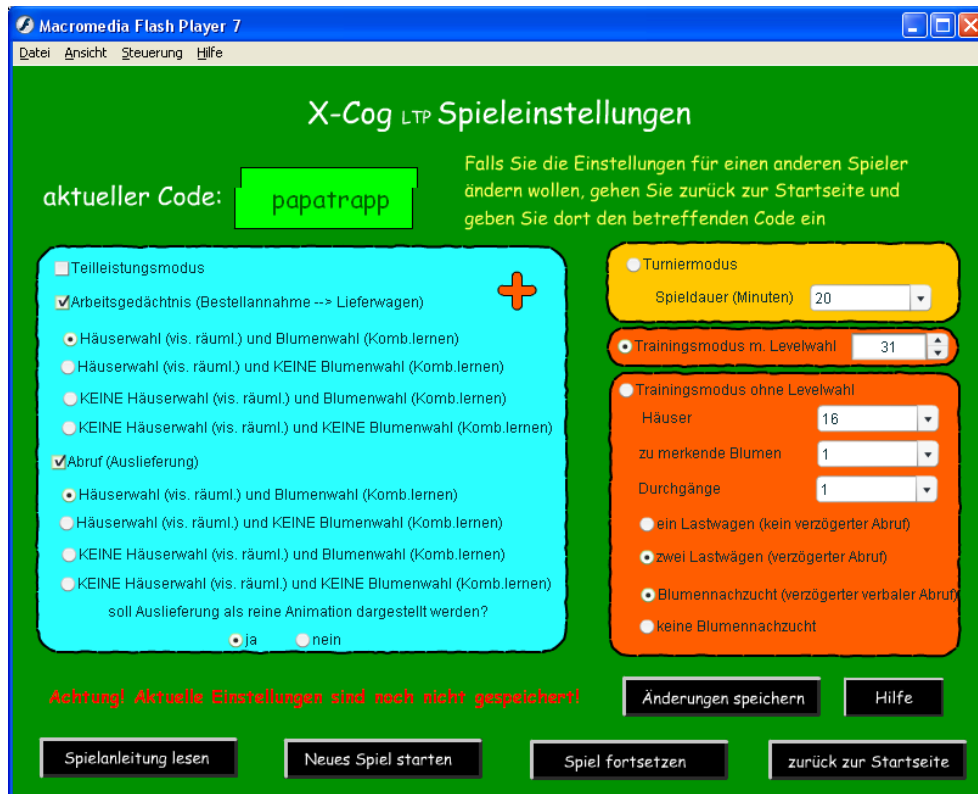 Macromedia Flash Player 7
Datei Ansicht Steuerung Hilfe
X-Cog LTP Spieleinstellungen
aktueller Code:
papatrapp
Falls Sie die Einstellungen für einen anderen Spieler
ändern wollen, gehen Sie zurück zur Startseite und
geben Sie dort den betreffenden Code ein
Teilleistungsmodus
Arbeitsgedächtnis (Bestellannahme --> Lieferwagen)
Häuserwahl (vis. räuml.) und Blumenwahl (Komb.lernen)
Häuserwahl (vis. räuml.) und KEINE Blumenwahl (Komb.lernen)
KEINE Häuserwahl (vis. räuml.) und Blumenwahl (Komb.lernen)
KEINE Häuserwahl (vis. räuml.) und KEINE Blumenwahl (Komb.lernen)
Abruf (Auslieferung)
Häuserwahl (vis. räuml.) und Blumenwahl (Komb.lernen)
Häuserwahl (vis. räuml.) und KEINE Blumenwahl (Komb.lernen)
KEINE Häuserwahl (vis. räuml.) und Blumenwahl (Komb.lernen)
KEINE Häuserwahl (vis. räuml.) und KEINE Blumenwahl (Komb.lernen)
soll Auslieferung als reine Animation dargestellt werden?
ja nein
Turniermodus
Spieldauer (Minuten) 20
Trainingsmodus m. Levelwahl 31
Trainingsmodus ohne Levelwahl
Häuser 16
zu merkende Blumen 1
Durchgänge 1
ein Lastwagen (kein verzögerter Abruf)
zwei Lastwägen (verzögerter Abruf)
Blumennachzucht (verzögerter verbaler Abruf)
keine Blumennachzucht
Achtung! Aktuelle Einstellungen sind noch nicht gespeichert!
Änderungen speichern
Hilfe
Spielanleitung lesen
Neues Spiel starten
Spiel fortsetzen
zurück zur Startseite